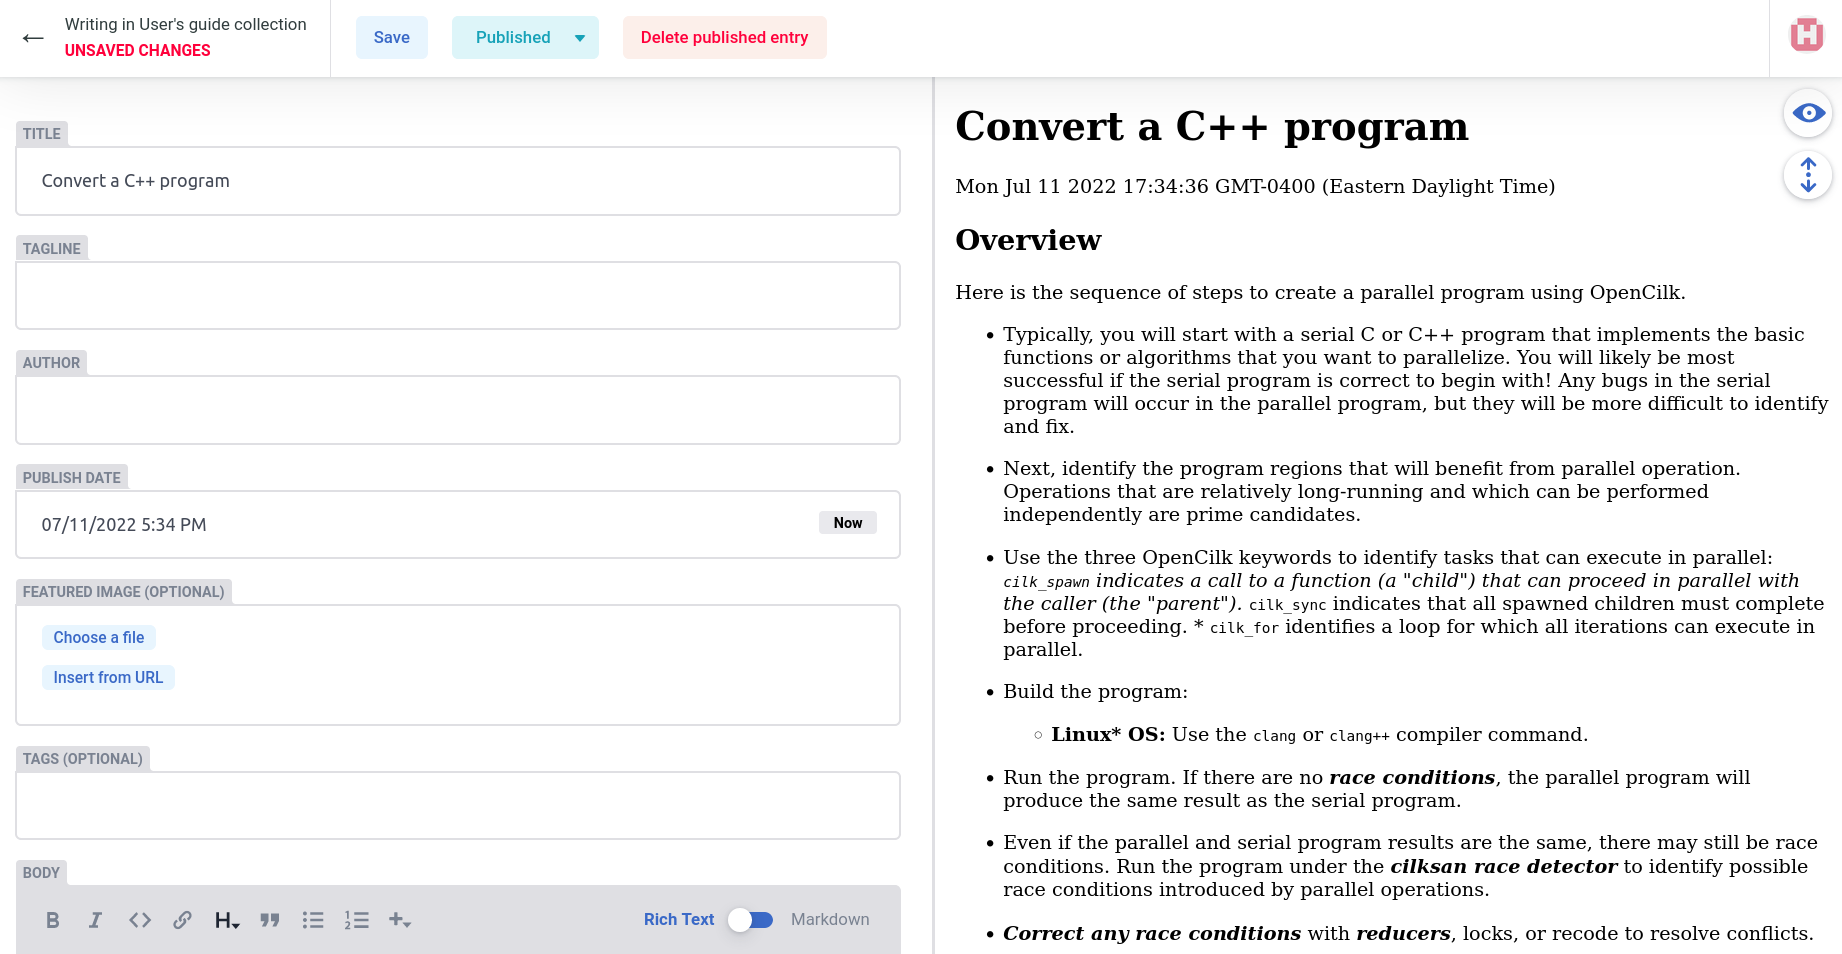 Writing in User's guide collection
UNSAVED CHANGES
Save
Published
Delete published entry
TITLE
Convert a C++ program
TAGLINE
AUTHOR
PUBLISH DATE
07/11/2022 5:34 PM
Now
FEATURED IMAGE (OPTIONAL)
Choose a file
Insert from URL
TAGS (OPTIONAL)
BODY
B I <> H
Rich Text
Markdown
Convert a C++ program
Mon Jul 11 2022 17:34:36 GMT-0400 (Eastern Daylight Time)
Overview
Here is the sequence of steps to create a parallel program using OpenCilk.
• Typically, you will start with a serial C or C++ program that implements the basic
functions or algorithms that you want to parallelize. You will likely be most
successful if the serial program is correct to begin with! Any bugs in the serial
program will occur in the parallel program, but they will be more difficult to identify
and fix.
• Next, identify the program regions that will benefit from parallel operation.
Operations that are relatively long-running and which can be performed
independently are prime candidates.
• Use the three OpenCilk keywords to identify tasks that can execute in parallel:
cilk_spawn indicates a call to a function (a "child") that can proceed in parallel with
the caller (the "parent"). cilk_sync indicates that all spawned children must complete
before proceeding. * cilk_for identifies a loop for which all iterations can execute in
parallel.
• Build the program:
◦ Linux* OS: Use the clang or clang++ compiler command.
• Run the program. If there are no race conditions, the parallel program will
produce the same result as the serial program.
• Even if the parallel and serial program results are the same, there may still be race
conditions. Run the program under the cilksan race detector to identify possible
race conditions introduced by parallel operations.
• Correct any race conditions with reducers, locks, or recode to resolve conflicts.